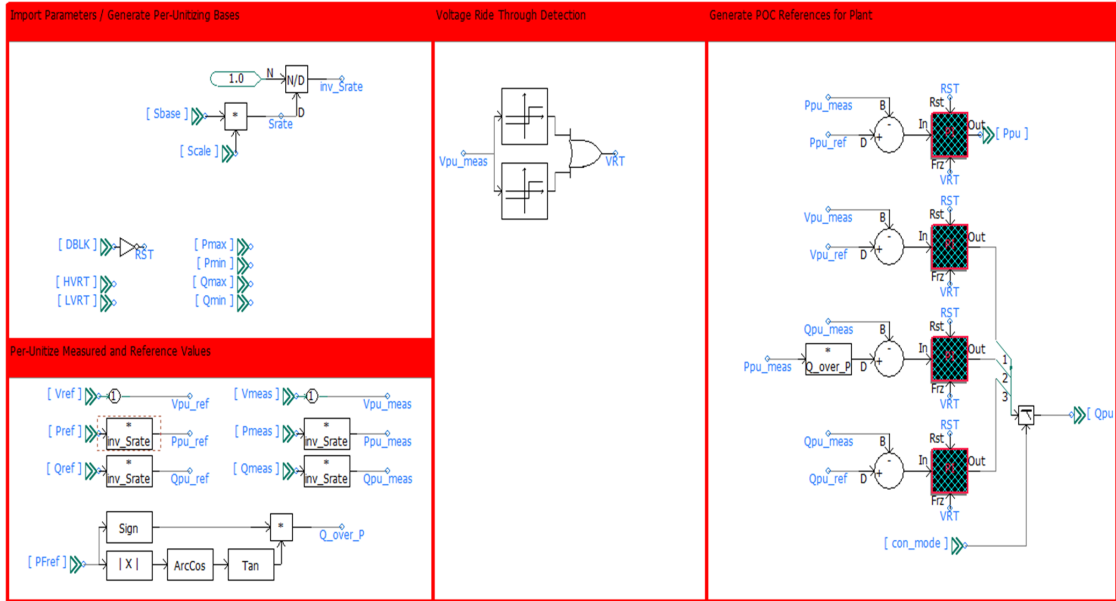 Import Parameters / Generate Per-Unitizing Bases
1.0
N
N/D
inv_Srate
D
[ Sbase ]
*
Srate
[ Scale ]
[ DBLK ]
RST
[ HVRT ]
[ LVRT ]
[ Pmax ]
[ Pmin ]
[ Qmax ]
[ Qmin ]
Per-Unitize Measured and Reference Values
[ Vref ]
1
Vpu_ref
[ Vmeas ]
1
Vpu_meas
[ Pref ]
*
inv_Srate
Ppu_ref
[ Pmeas ]
*
inv_Srate
Ppu_meas
[ Qref ]
*
inv_Srate
Qpu_ref
[ Qmeas ]
*
inv_Srate
Qpu_meas
[ PFref ]
Sign
*
Q_over_P
| X |
ArcCos
Tan
Voltage Ride Through Detection
Vpu_meas
VRT
Generate POC References for Plant
Ppu_meas
B
-
Ppu_ref
D
+
In
RST
Rst
PI
Out
Frz
VRT
[ Ppu ]
Vpu_meas
B
-
Vpu_ref
D
+
In
RST
Rst
PI
Out
Frz
VRT
Qpu_meas
B
-
Ppu_meas
*
Q_over_P
D
+
In
RST
Rst
PI
Out
Frz
VRT
1
2
3
[ Qpu
Qpu_meas
B
-
Qpu_ref
D
+
In
RST
Rst
PI
Out
Frz
VRT
[ con_mode ]